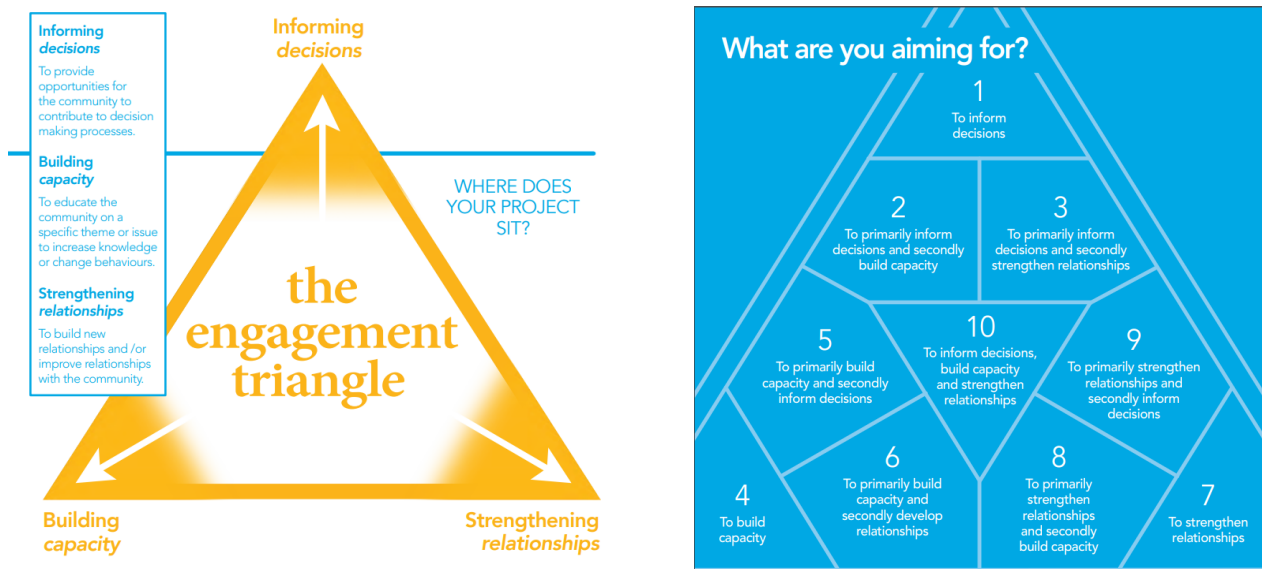 Informing
decisions
To provide
opportunities for
the community to
contribute to decision
making processes.
Building
capacity
To educate the
community on a
specific theme or issue
to increase knowledge
or change behaviours.
Strengthening
relationships
To build new
relationships and /or
improve relationships
with the community.
Informing
decisions
WHERE DOES
YOUR PROJECT
SIT?
the
engagement
triangle
Building
capacity
Strengthening
relationships
What are you aiming for?
1
To inform
decisions
2
To primarily inform
decisions and secondly
build capacity
3
To primarily inform
decisions and secondly
strengthen relationships
5
To primarily build
capacity and secondly
inform decisions
10
To inform decisions,
build capacity
and strengthen
relationships
9
To primarily strengthen
relationships and
secondly inform
decisions
4
To build
capacity
6
To primarily build
capacity and
secondly develop
relationships
8
To primarily
strengthen
relationships
and secondly
build capacity
7
To strengthen
relationships